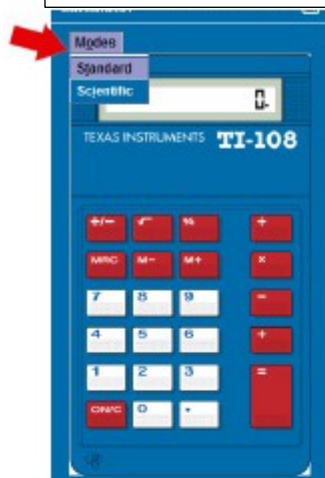 Modes
Standard
Scientific
0.
TEXAS INSTRUMENTS TI-108
+/− √ %
MRC M− M+ ×
7 8 9 −
4 5 6 +
1 2 3 =
ON/C 0 .